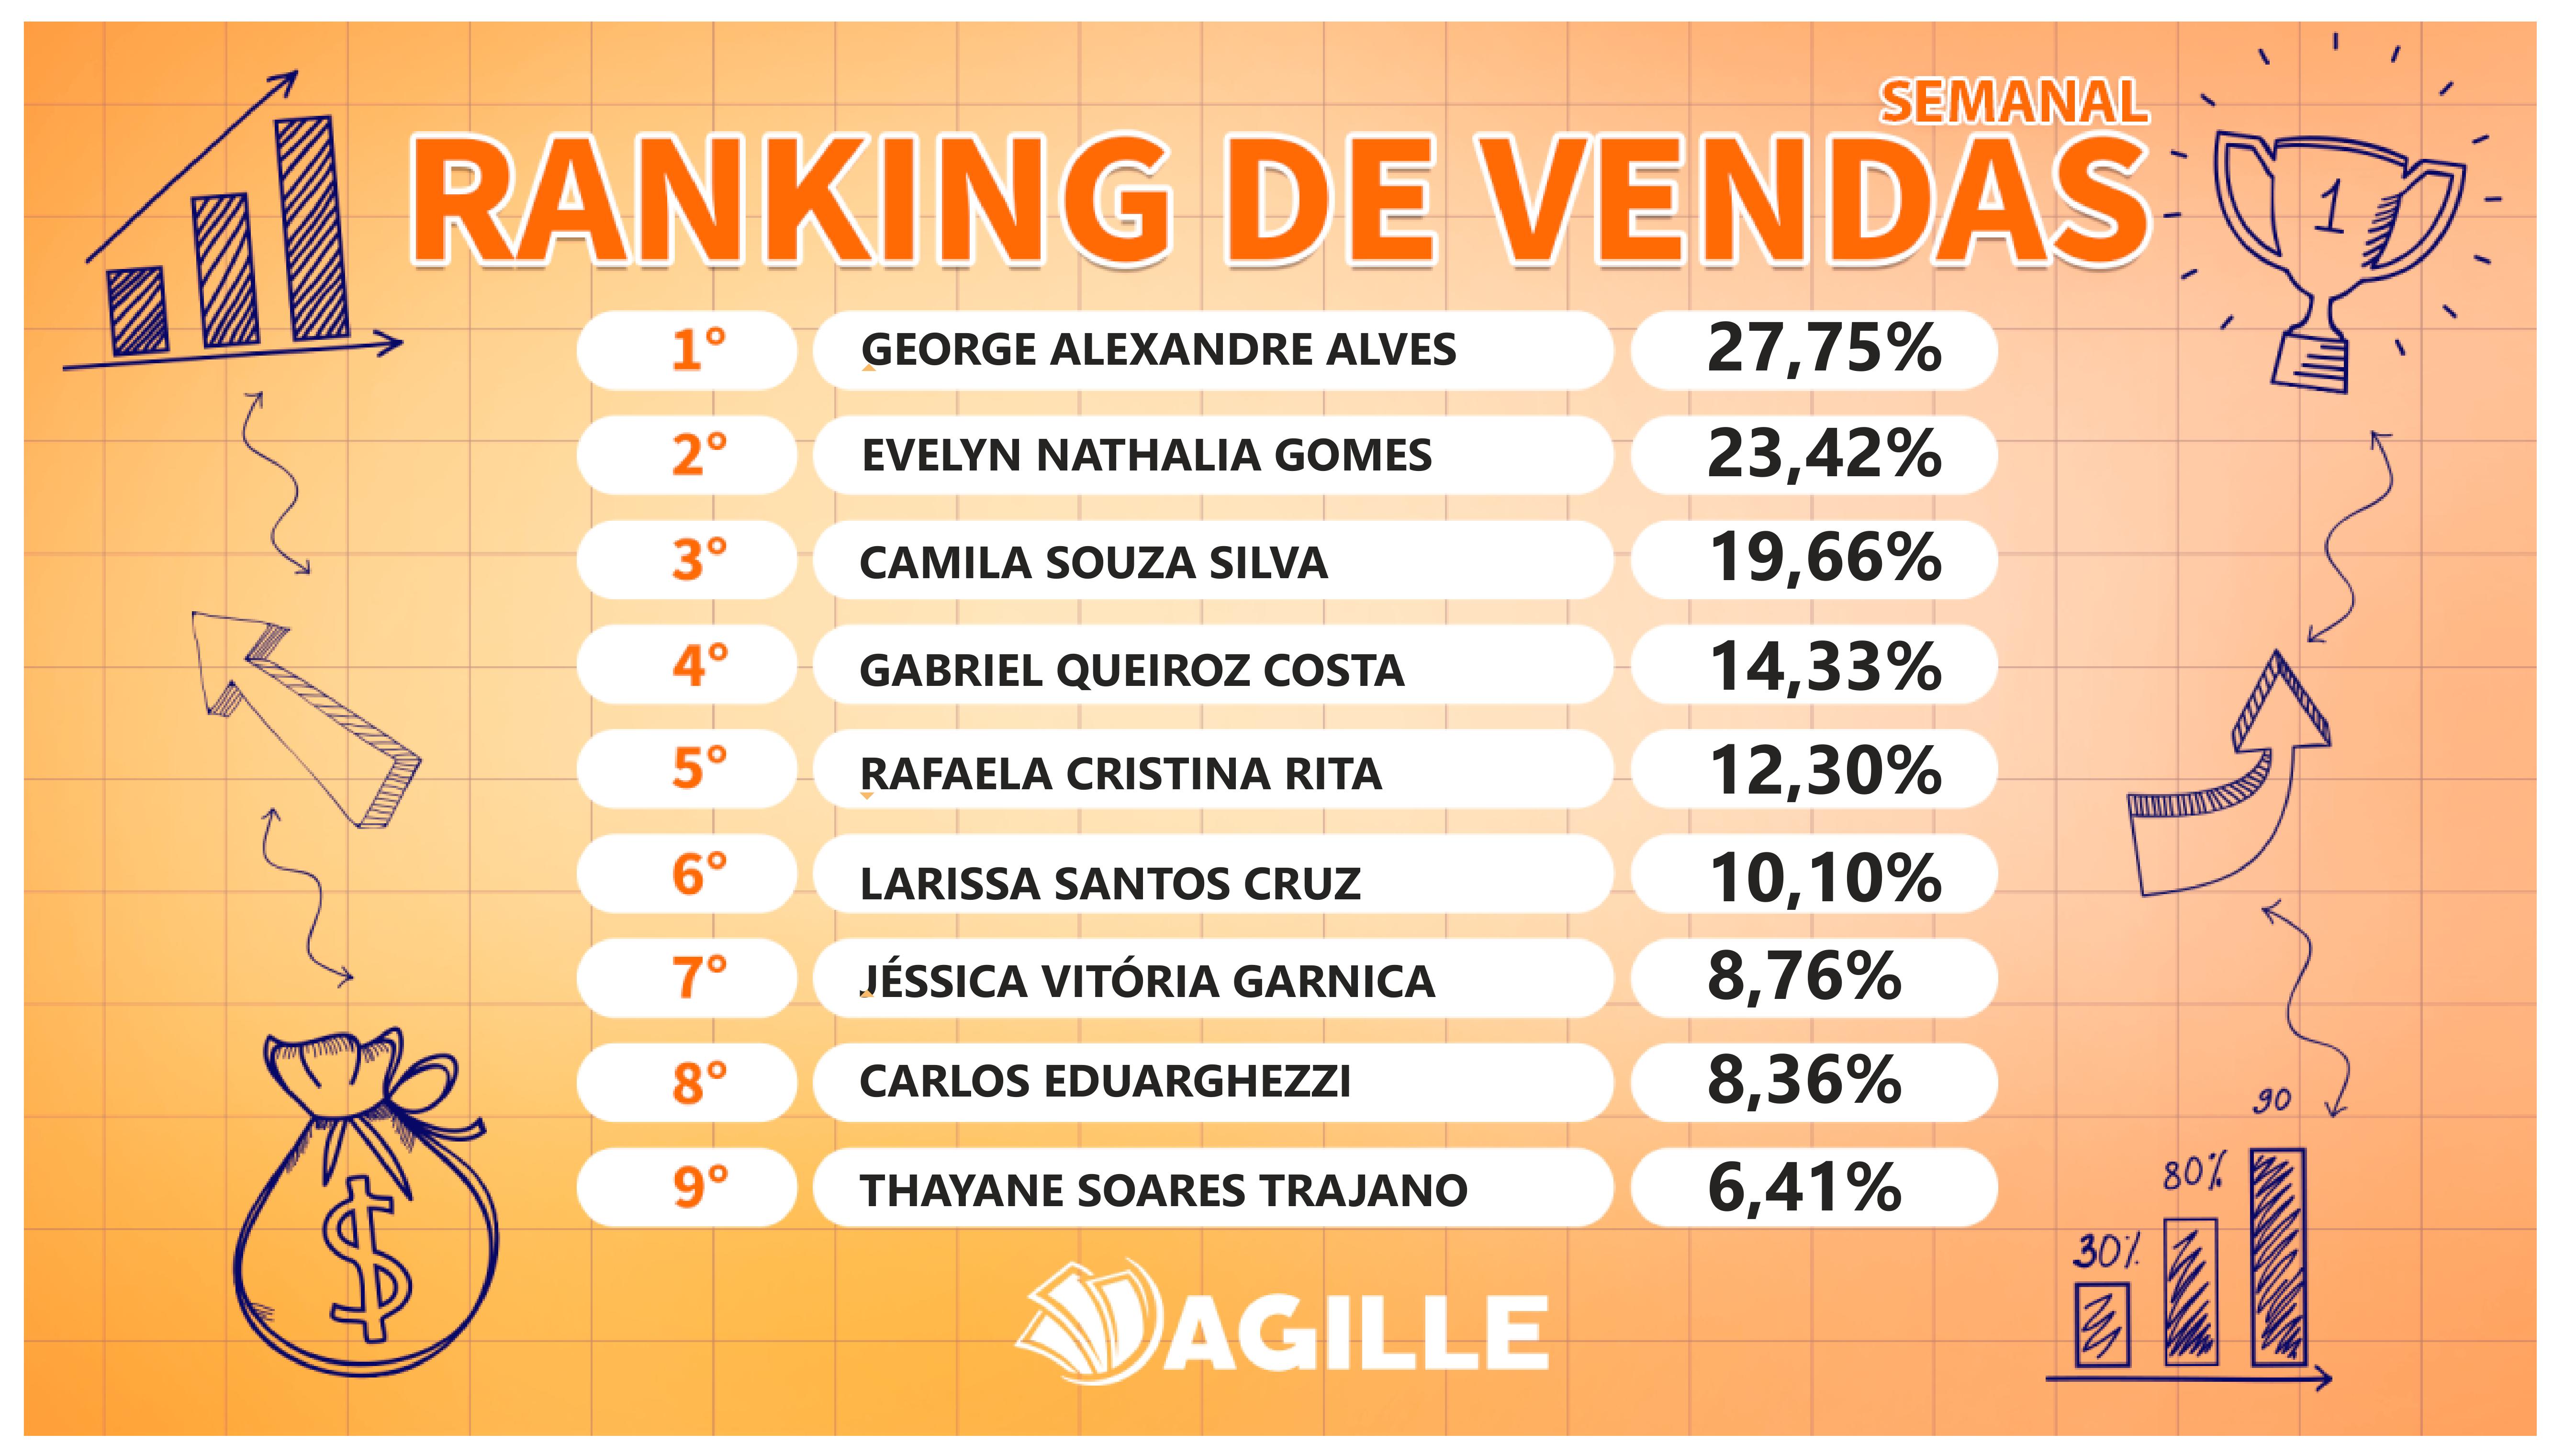 SEMANAL
RANKING DE VENDAS
1
1° GEORGE ALEXANDRE ALVES 27,75%
2° EVELYN NATHALIA GOMES 23,42%
3° CAMILA SOUZA SILVA 19,66%
4° GABRIEL QUEIROZ COSTA 14,33%
5° RAFAELA CRISTINA RITA 12,30%
6° LARISSA SANTOS CRUZ 10,10%
7° JÉSSICA VITÓRIA GARNICA 8,76%
8° CARLOS EDUARGHEZZI 8,36%
9° THAYANE SOARES TRAJANO 6,41%
$
30%
80%
90
AGILLE